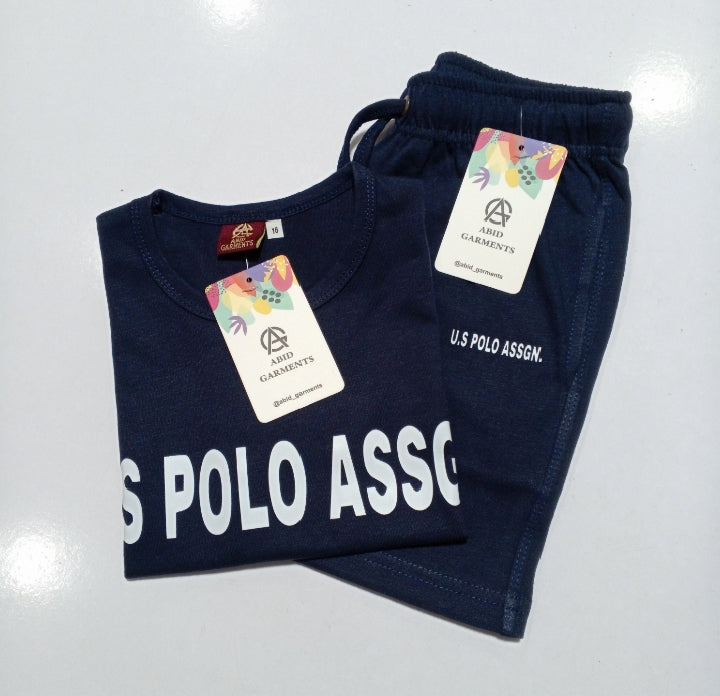 ABID
GARMENTS
16
ABID
GARMENTS
@abid_garments
S POLO ASSG
ABID
GARMENTS
@abid_garments
U.S POLO ASSGN.